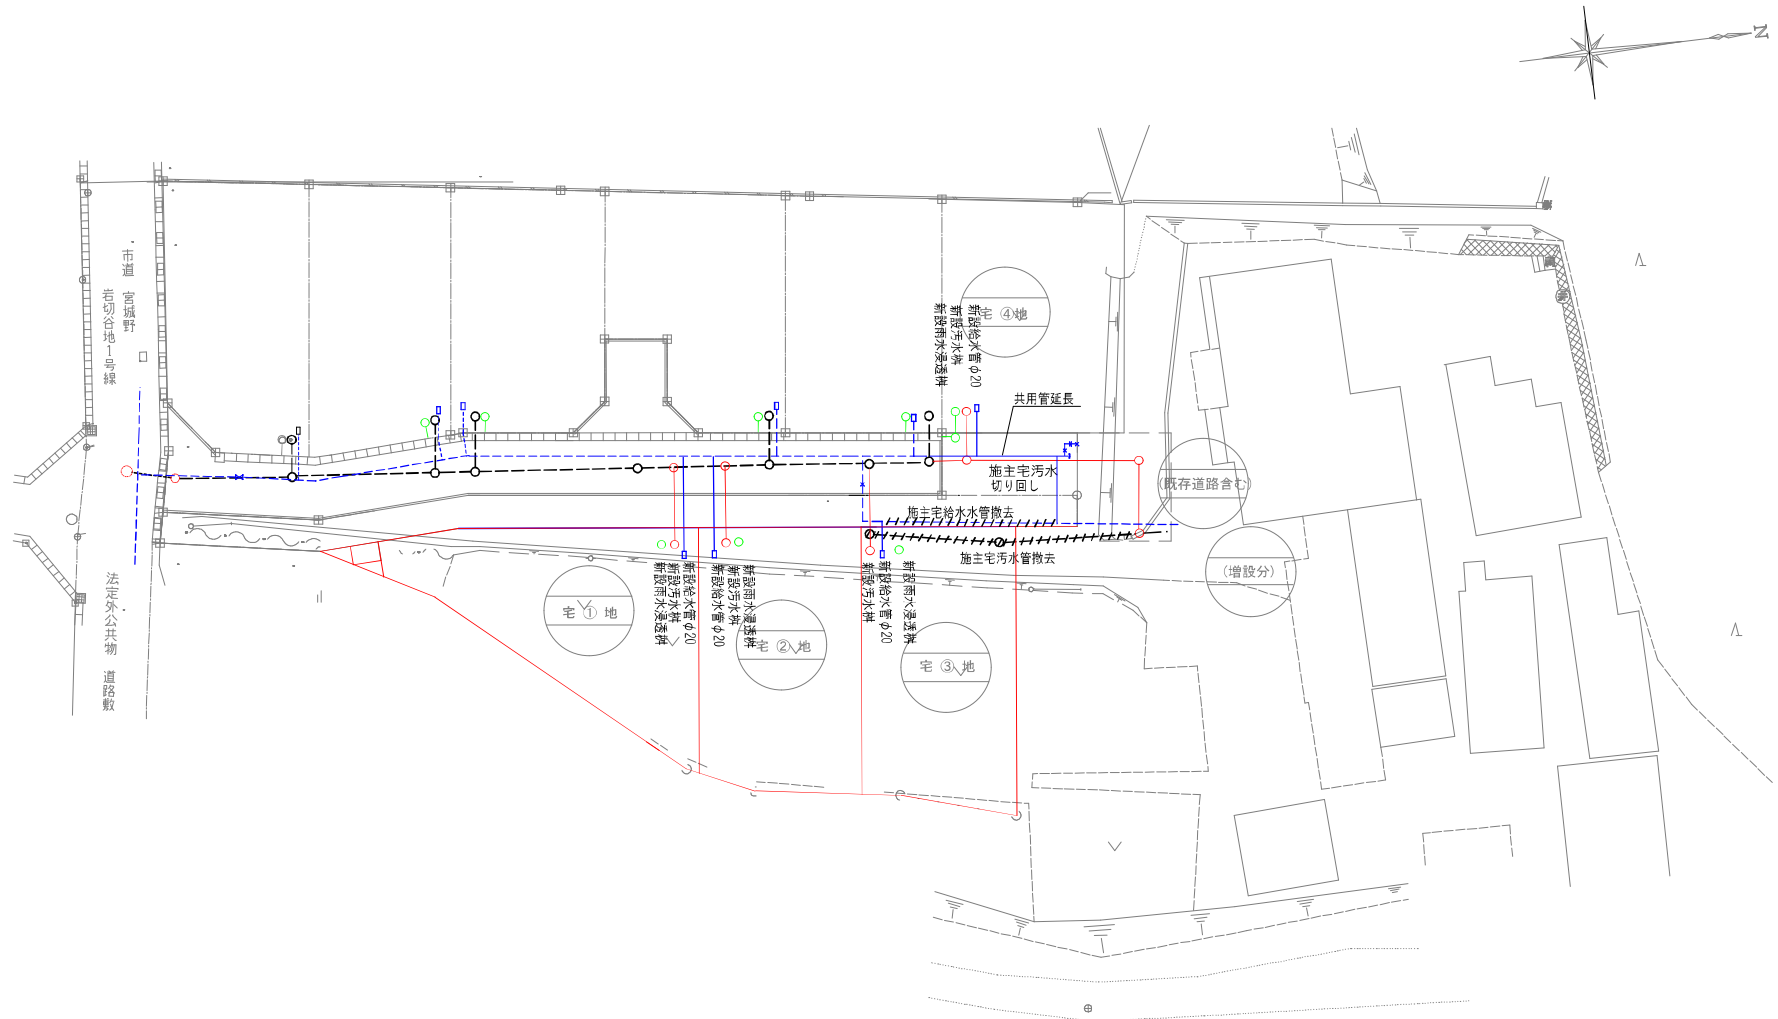 N
市道 宮城野
岩切谷地1号線
法定外公共物 道路敷
宅 ④地
新設雨水浸透桝
新設汚水桝
新設給水管φ20
共用管延長
施主宅汚水
切り回し
(既存道路含む)
施主宅給水水管撤去
施主宅汚水管撤去
(増設分)
宅 ① 地
新設雨水浸透桝
新設汚水桝
新設給水管φ20
新設給水管φ20
新設汚水桝
新設雨水浸透桝
宅 ② 地
新設汚水桝
新設給水管φ20
新設雨水浸透桝
宅 ③ 地